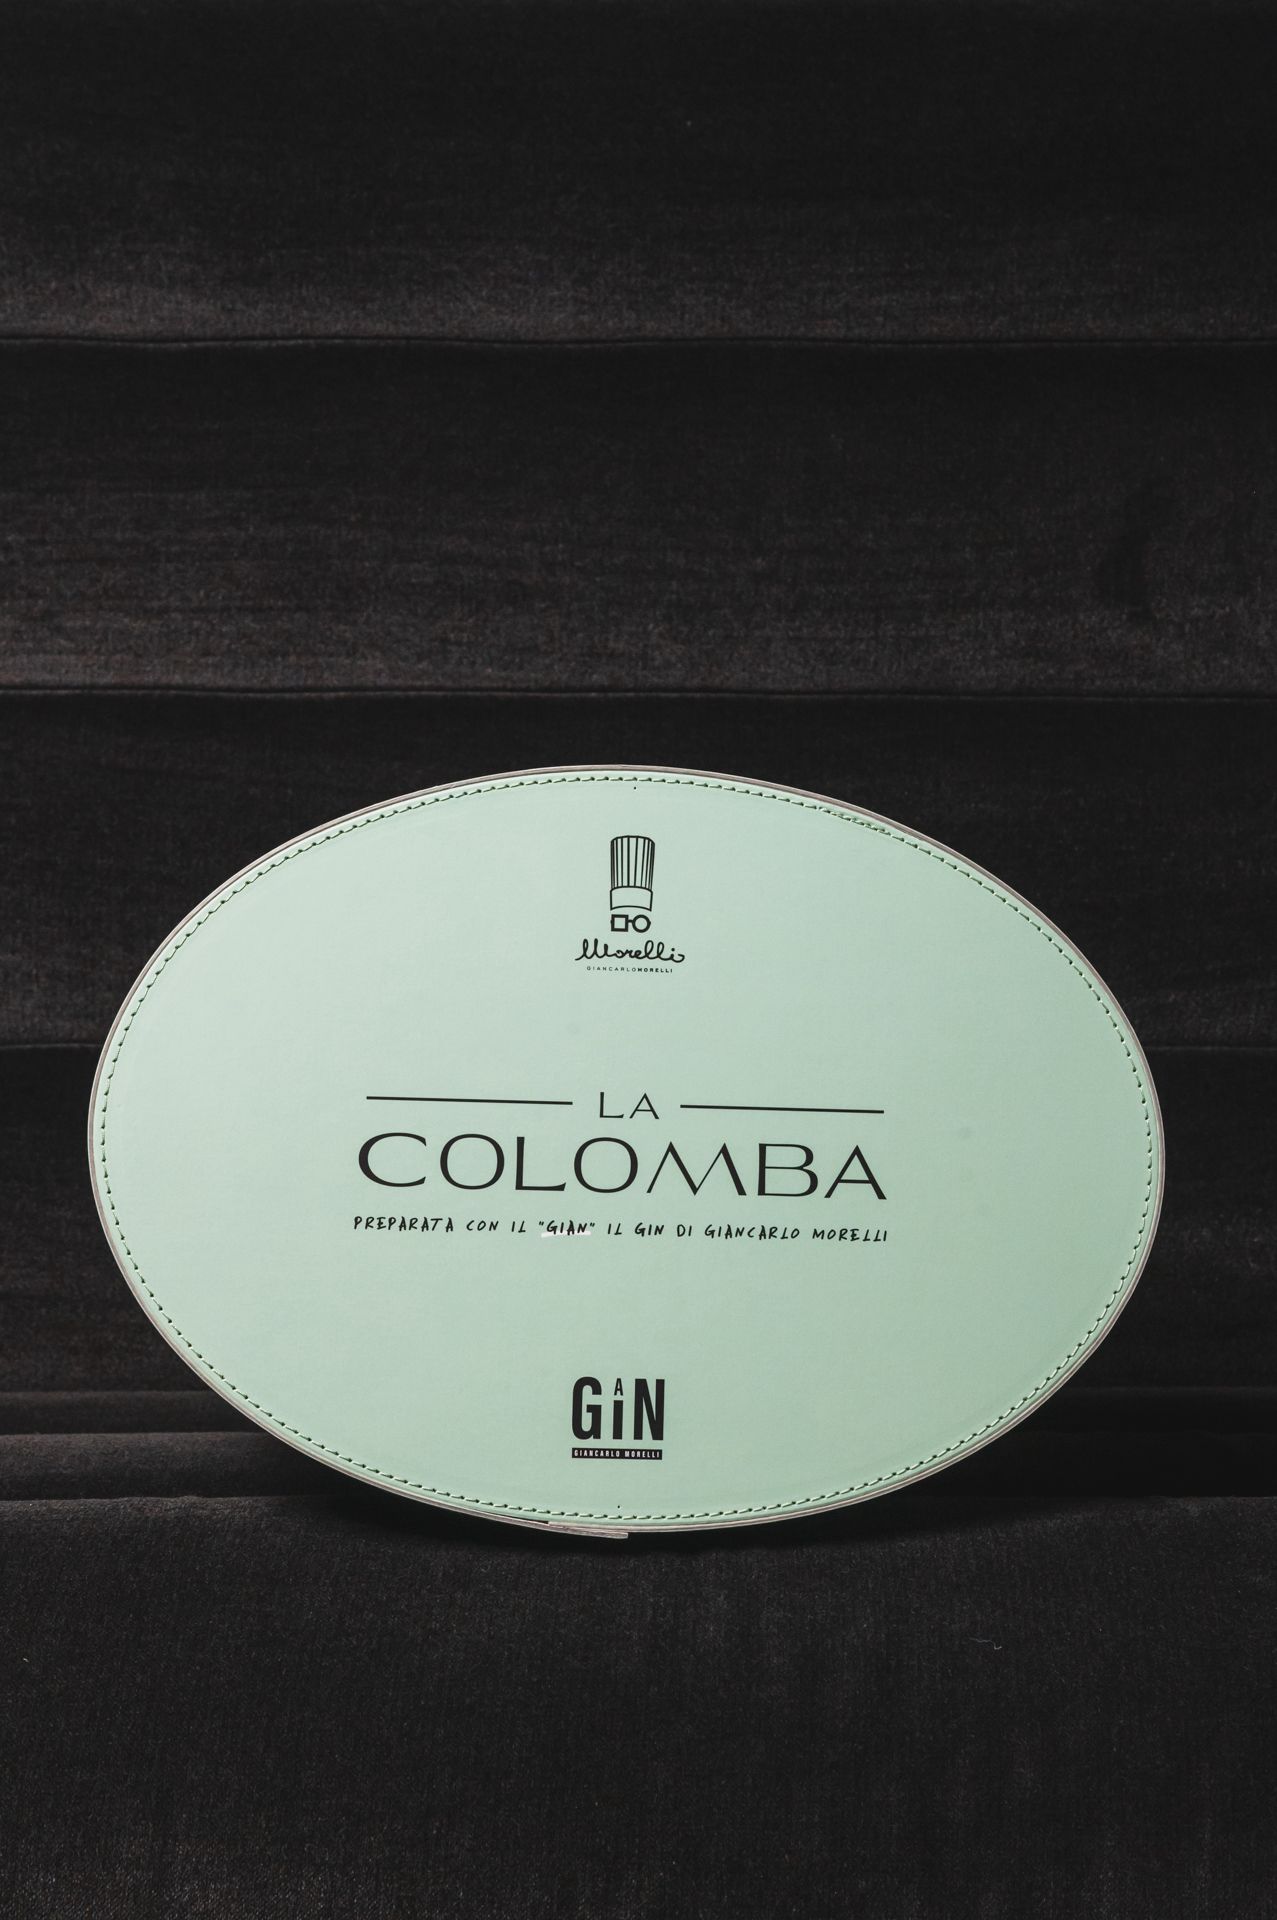 Morelli
GIANCARLOMORELLI
LA
COLOMBA
PREPARATA CON IL "GIAN" IL GIN DI GIANCARLO MORELLI
GIAN
GIANCARLO MORELLI